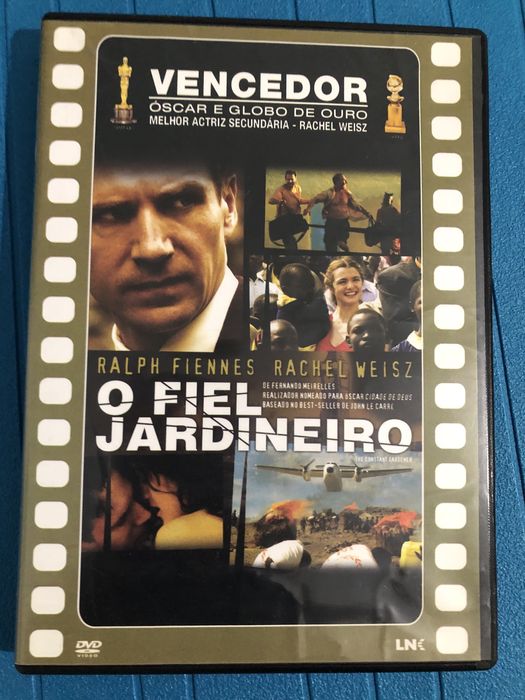 VENCEDOR
ÓSCAR E GLOBO DE OURO
MELHOR ACTRIZ SECUNDÁRIA - RACHEL WEISZ
RALPH FIENNES RACHEL WEISZ
O FIEL
JARDINEIRO
DE FERNANDO MEIRELLES
REALIZADOR NOMEADO PARA ÓSCAR CIDADE DE DEUS
BASEADO NO BEST-SELLER DE JOHN LE CARRÉ
THE CONSTANT GARDENER
DVD
VIDEO
LNK